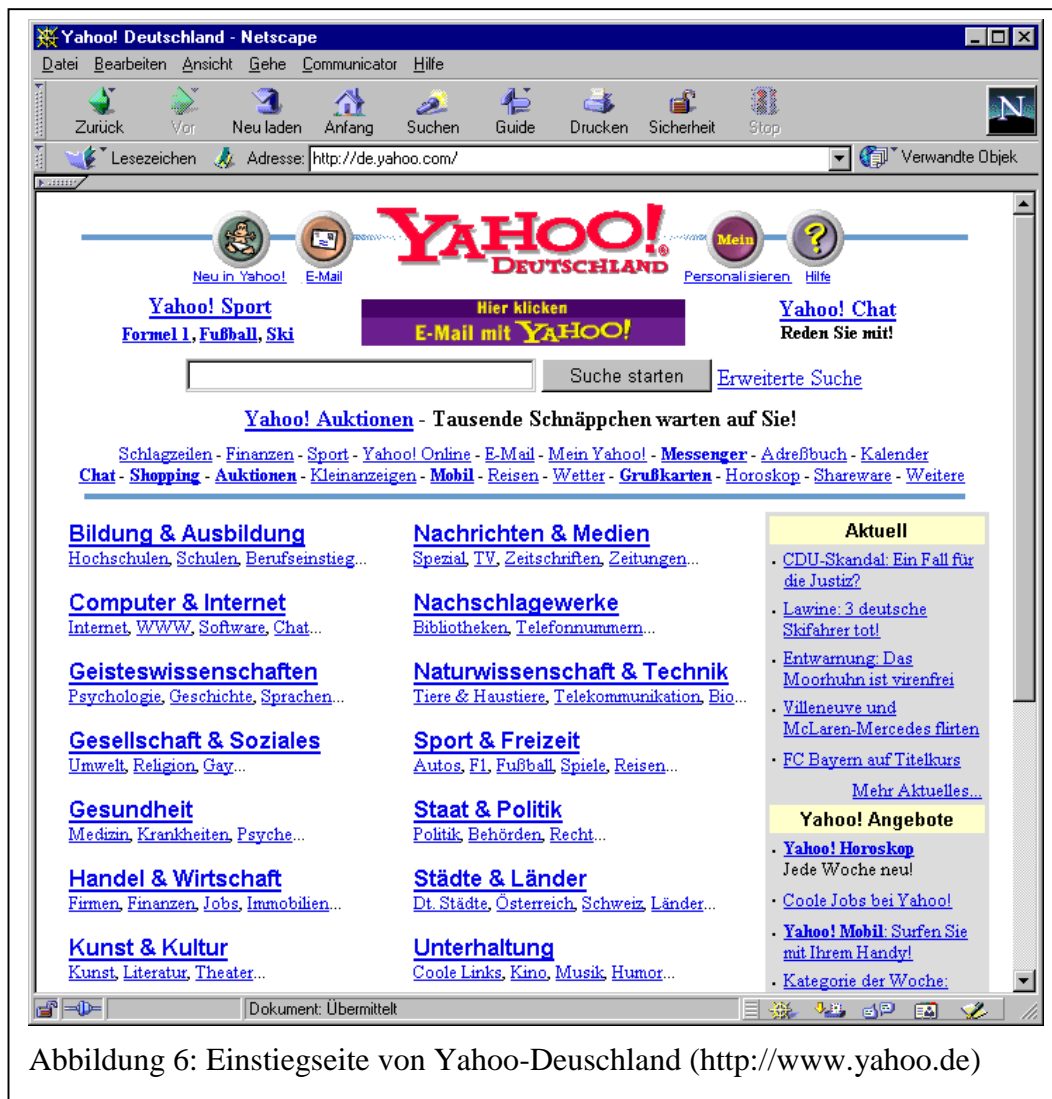 Yahoo! Deutschland - Netscape
Datei Bearbeiten Ansicht Gehe Communicator Hilfe
Zurück Vor Neu laden Anfang Suchen Guide Drucken Sicherheit Stop
N
Lesezeichen Adresse: http://de.yahoo.com/ Verwandte Objek
YAHOO! ®
DEUTSCHLAND
Mein
?
Neu in Yahoo! E-Mail Personalisieren Hilfe
Yahoo! Sport
Formel 1, Fußball, Ski
Hier klicken
E-Mail mit YAHOO!
Yahoo! Chat
Reden Sie mit!
Suche starten Erweiterte Suche
Yahoo! Auktionen - Tausende Schnäppchen warten auf Sie!
Schlagzeilen - Finanzen - Sport - Yahoo! Online - E-Mail - Mein Yahoo! - Messenger - Adreßbuch - Kalender
Chat - Shopping - Auktionen - Kleinanzeigen - Mobil - Reisen - Wetter - Grußkarten - Horoskop - Shareware - Weitere
Bildung & Ausbildung
Hochschulen, Schulen, Berufseinstieg...
Computer & Internet
Internet, WWW, Software, Chat...
Geisteswissenschaften
Psychologie, Geschichte, Sprachen...
Gesellschaft & Soziales
Umwelt, Religion, Gay...
Gesundheit
Medizin, Krankheiten, Psyche...
Handel & Wirtschaft
Firmen, Finanzen, Jobs, Immobilien...
Kunst & Kultur
Kunst, Literatur, Theater...
Nachrichten & Medien
Spezial, TV, Zeitschriften, Zeitungen...
Nachschlagewerke
Bibliotheken, Telefonnummern...
Naturwissenschaft & Technik
Tiere & Haustiere, Telekommunikation, Bio...
Sport & Freizeit
Autos, F1, Fußball, Spiele, Reisen...
Staat & Politik
Politik, Behörden, Recht...
Städte & Länder
Dt. Städte, Österreich, Schweiz, Länder...
Unterhaltung
Coole Links, Kino, Musik, Humor...
Aktuell
· CDU-Skandal: Ein Fall für
die Justiz?
· Lawine: 3 deutsche
Skifahrer tot!
· Entwarnung: Das
Moorhuhn ist virenfrei
· Villeneuve und
McLaren-Mercedes flirten
· FC Bayern auf Titelkurs
Mehr Aktuelles...
Yahoo! Angebote
· Yahoo! Horoskop
Jede Woche neu!
· Coole Jobs bei Yahoo!
· Yahoo! Mobil: Surfen Sie
mit Ihrem Handy!
· Kategorie der Woche:
Dokument: Übermittelt
Abbildung 6: Einstiegseite von Yahoo-Deuschland (http://www.yahoo.de)